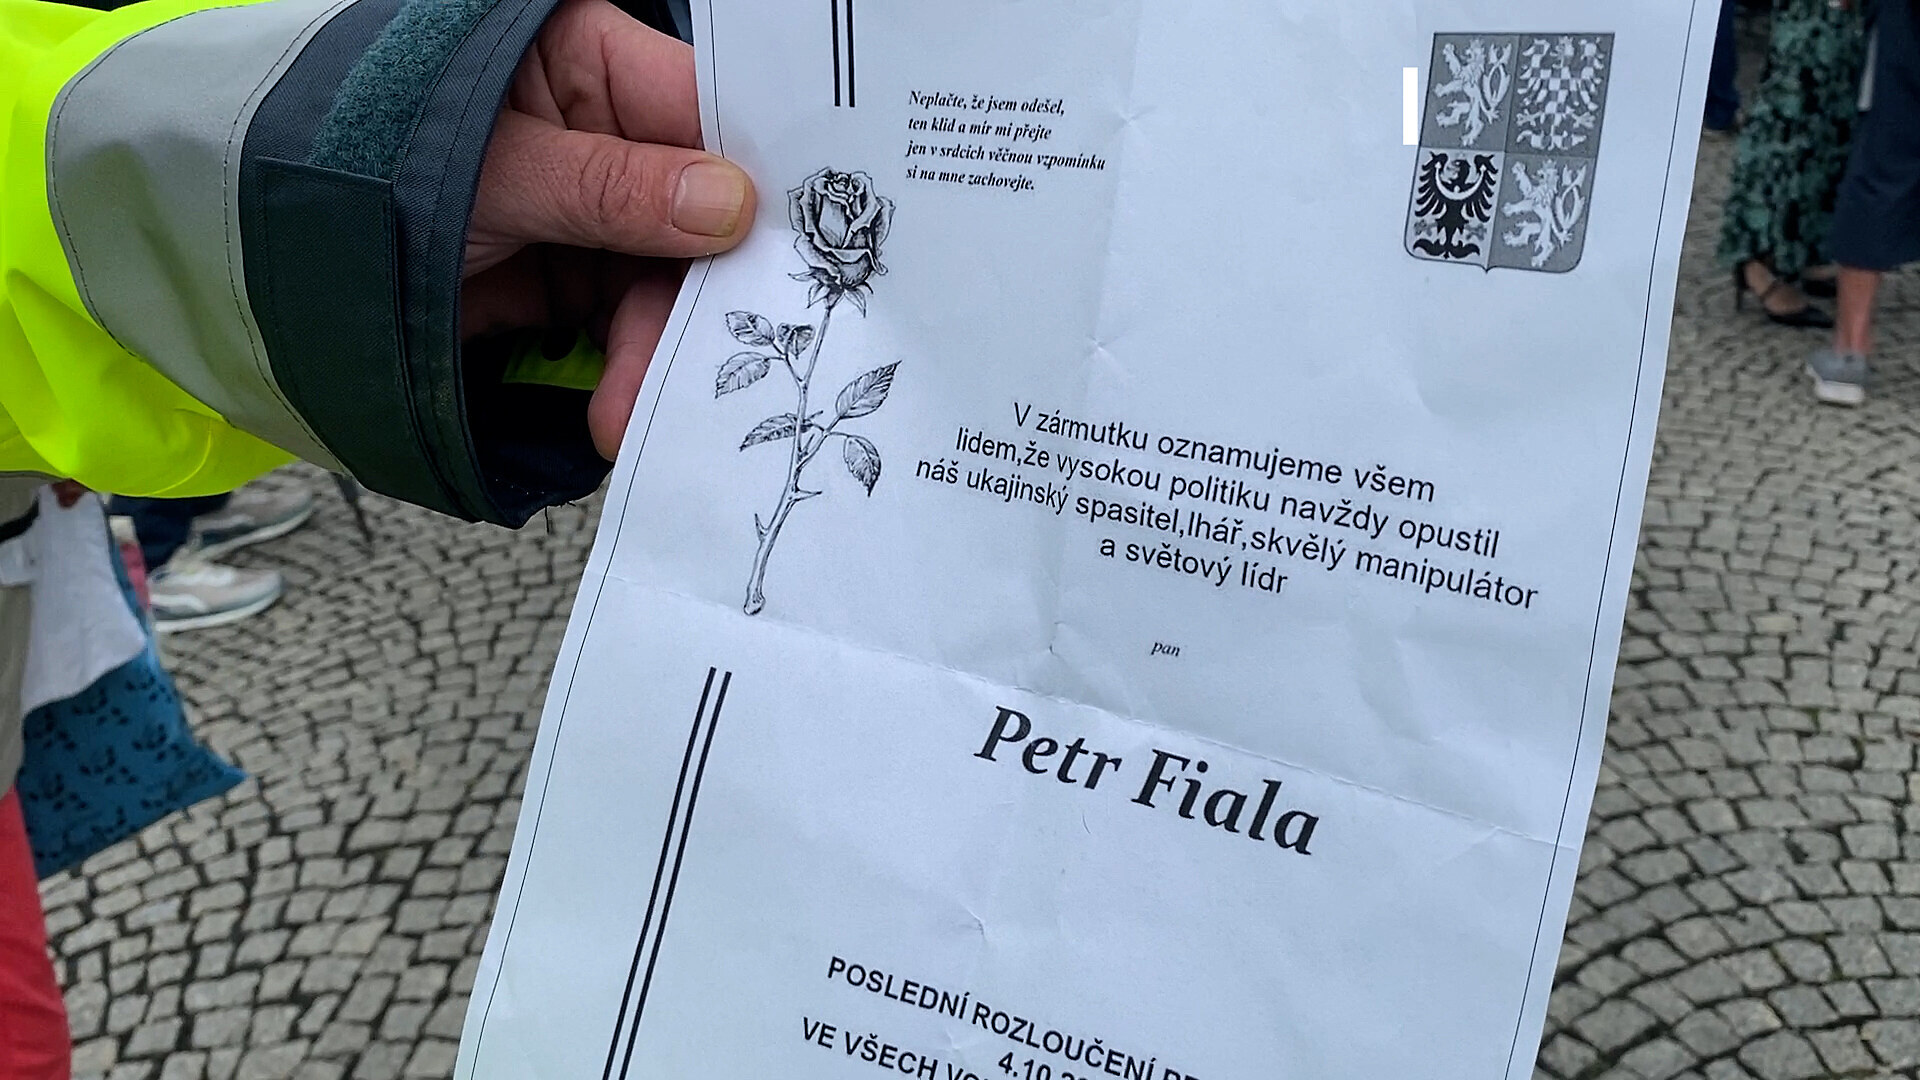 Neplačte, že jsem odešel,
ten klid a mír mi přejte
jen v srdcích věčnou vzpomínku
si na mne zachovejte.
V zármutku oznamujeme všem
lidem,že vysokou politiku navždy opustil
náš ukajinský spasitel,lhář,skvělý manipulátor
a světový lídr
pan
Petr Fiala
POSLEDNÍ ROZLOUČENÍ
VE VŠECH
4.10